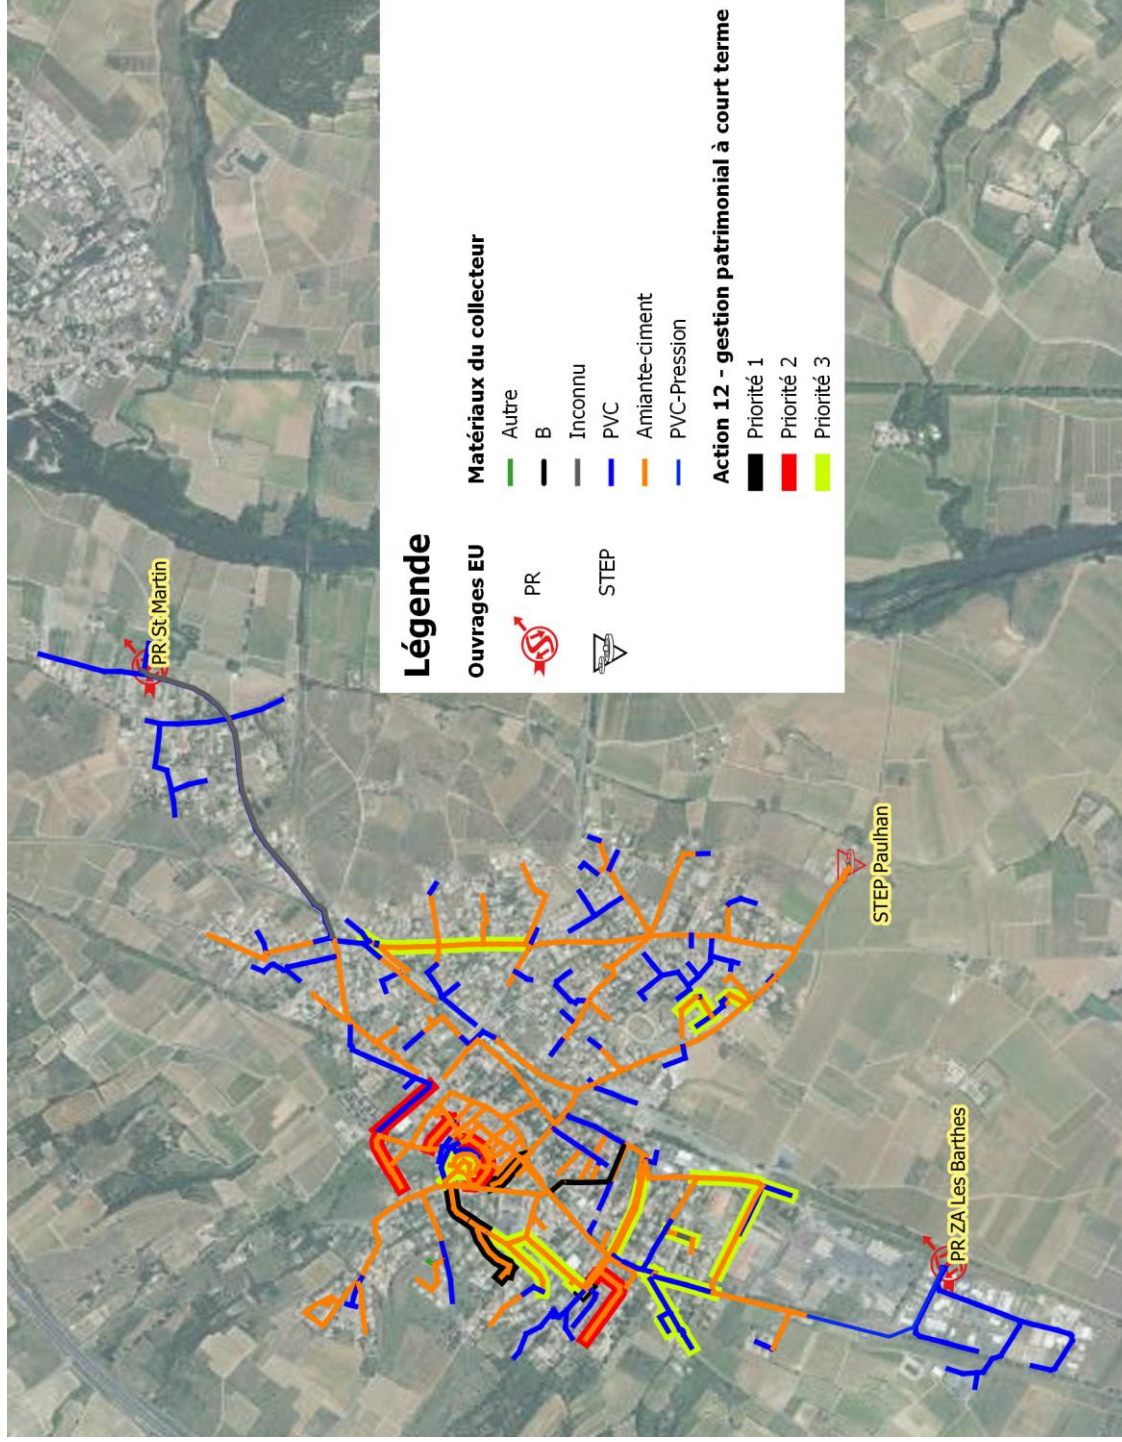 Légende
Ouvrages EU
PR
STEP
Matériaux du collecteur
Autre
B
Inconnu
PVC
Amiante-ciment
PVC-Pression
Action 12 - gestion patrimonial à court terme
Priorité 1
Priorité 2
Priorité 3
PR St Martin
STEP Paulhan
PR ZA Les Barthes